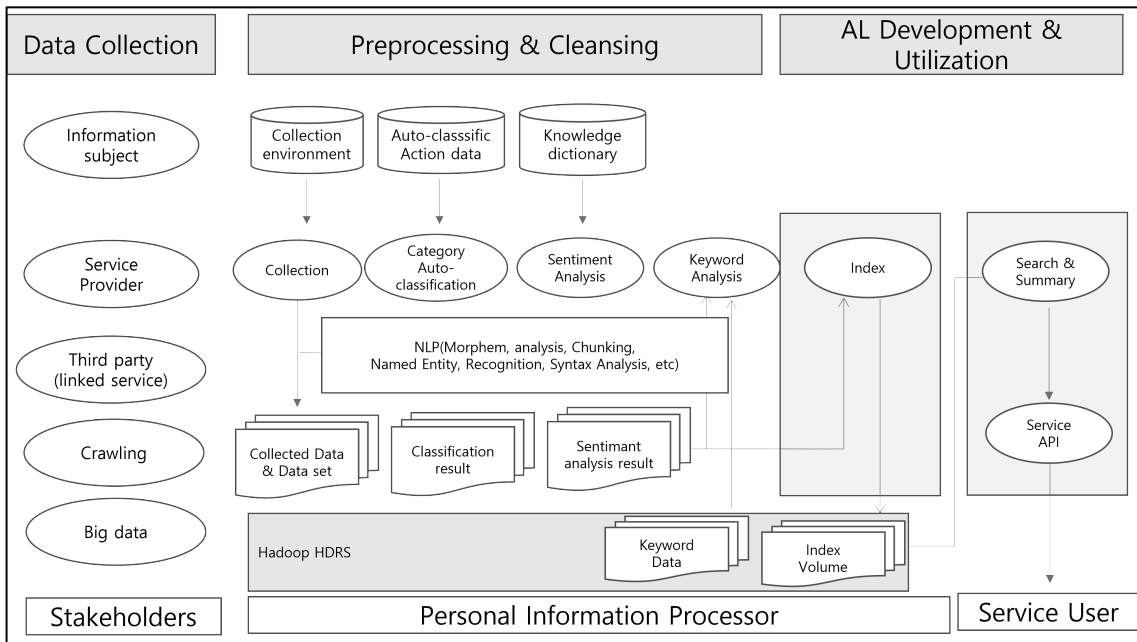 Data Collection
Preprocessing & Cleansing
AL Development &
Utilization
Information
subject
Collection
environment
Auto-classsific
Action data
Knowledge
dictionary
Service
Provider
Collection
Category
Auto-
classification
Sentiment
Analysis
Keyword
Analysis
Index
Search &
Summary
NLP(Morphem, analysis, Chunking,
Named Entity, Recognition, Syntax Analysis, etc)
Third party
(linked service)
Crawling
Collected Data
& Data set
Classification
result
Sentimant
analysis result
Service
API
Big data
Hadoop HDRS
Keyword
Data
Index
Volume
Stakeholders
Personal Information Processor
Service User